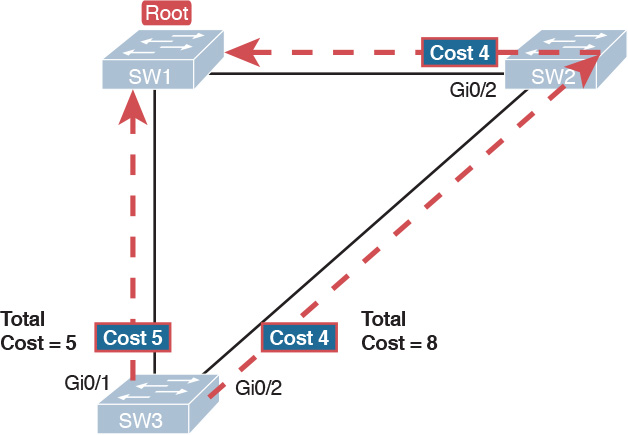 Root
SW1
Cost 4
SW2
Gi0/2
Total
Cost = 5
Cost 5
Cost 4
Total
Cost = 8
Gi0/1
Gi0/2
SW3